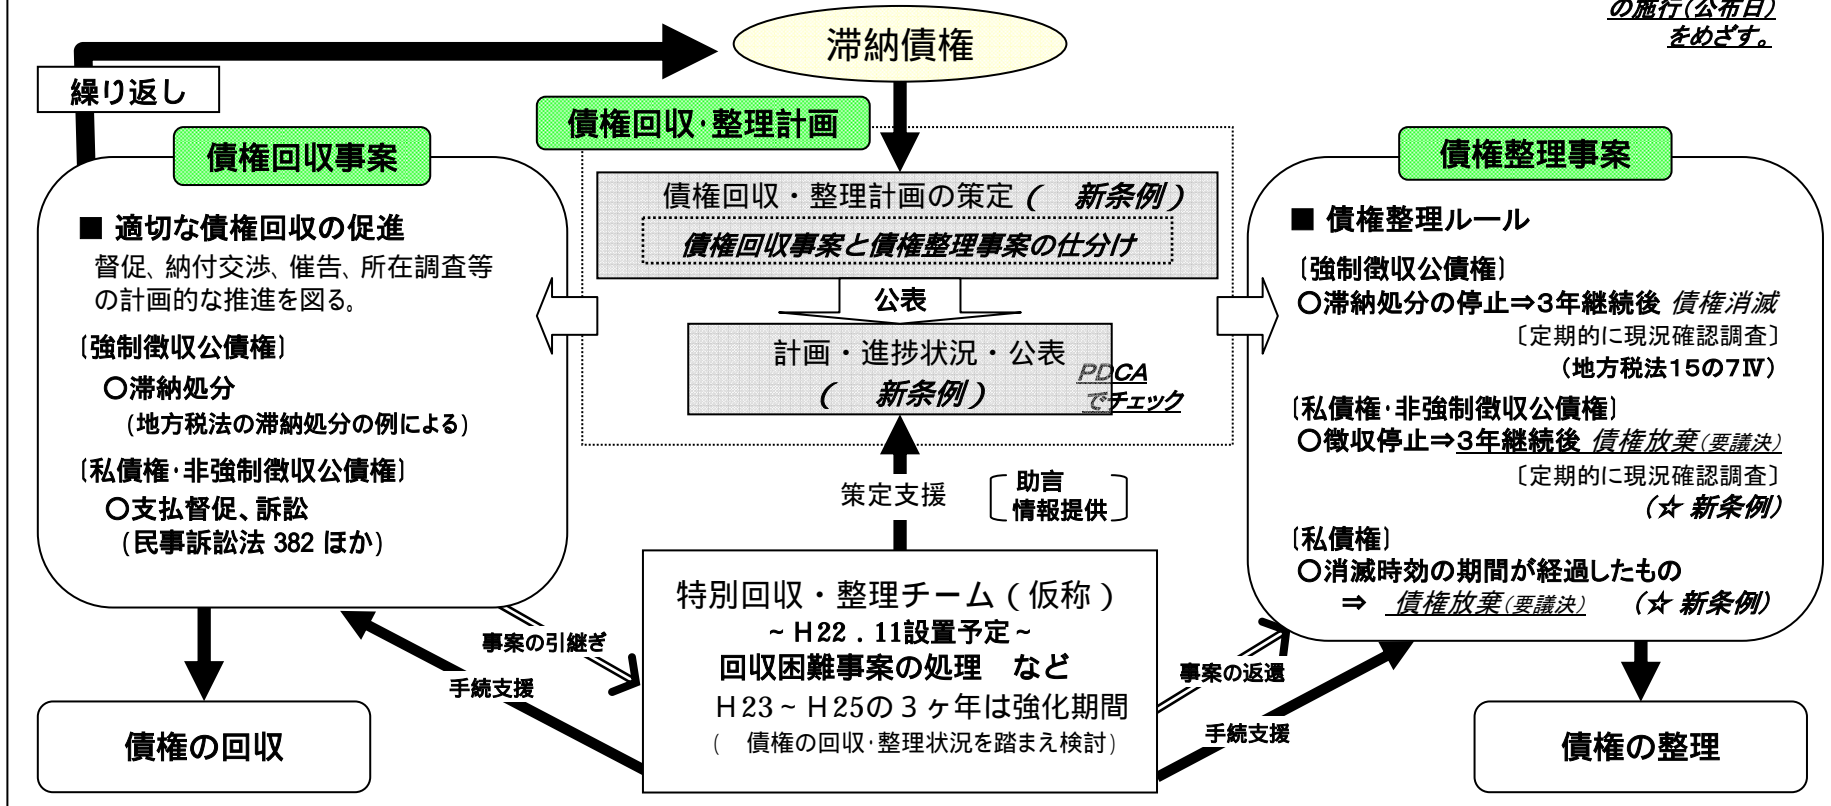 の施行(公布日)
をめざす。
滞納債権
繰り返し
債権回収・整理計画
債権回収・整理計画の策定( 新条例)
債権回収事案と債権整理事案の仕分け
公表
計画・進捗状況・公表
( 新条例)
PDCA
でチェック
策定支援
助言
情報提供
債権回収事案
■ 適切な債権回収の促進
督促、納付交渉、催告、所在調査等
の計画的な推進を図る。
〔強制徴収公債権〕
○滞納処分
(地方税法の滞納処分の例による)
〔私債権・非強制徴収公債権〕
○支払督促、訴訟
(民事訴訟法 382 ほか)
債権整理事案
■ 債権整理ルール
〔強制徴収公債権〕
○滞納処分の停止⇒3年継続後 債権消滅
〔定期的に現況確認調査〕
(地方税法15の7Ⅳ)
〔私債権・非強制徴収公債権〕
○徴収停止⇒3年継続後 債権放棄(要議決)
〔定期的に現況確認調査〕
(☆ 新条例)
〔私債権〕
○消滅時効の期間が経過したもの
⇒ 債権放棄(要議決) (☆ 新条例)
特別回収・整理チーム(仮称)
~H22.11設置予定~
回収困難事案の処理 など
H23~H25の3ヶ年は強化期間
( 債権の回収・整理状況を踏まえ検討)
事案の引継ぎ
手続支援
事案の返還
手続支援
債権の回収
債権の整理